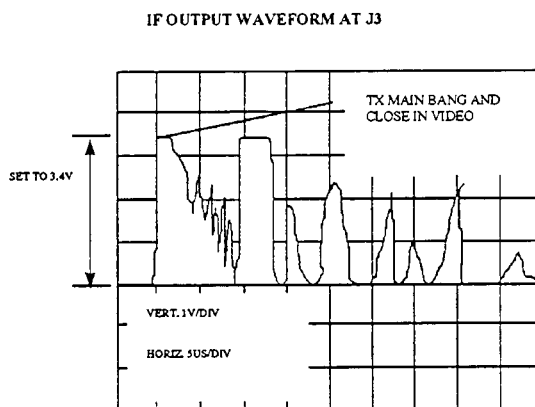 IF OUTPUT WAVEFORM AT J3
TX MAIN BANG AND
CLOSE IN VIDEO
SET TO 3.4V
VERT. 1V/DIV
HORIZ. 5US/DIV